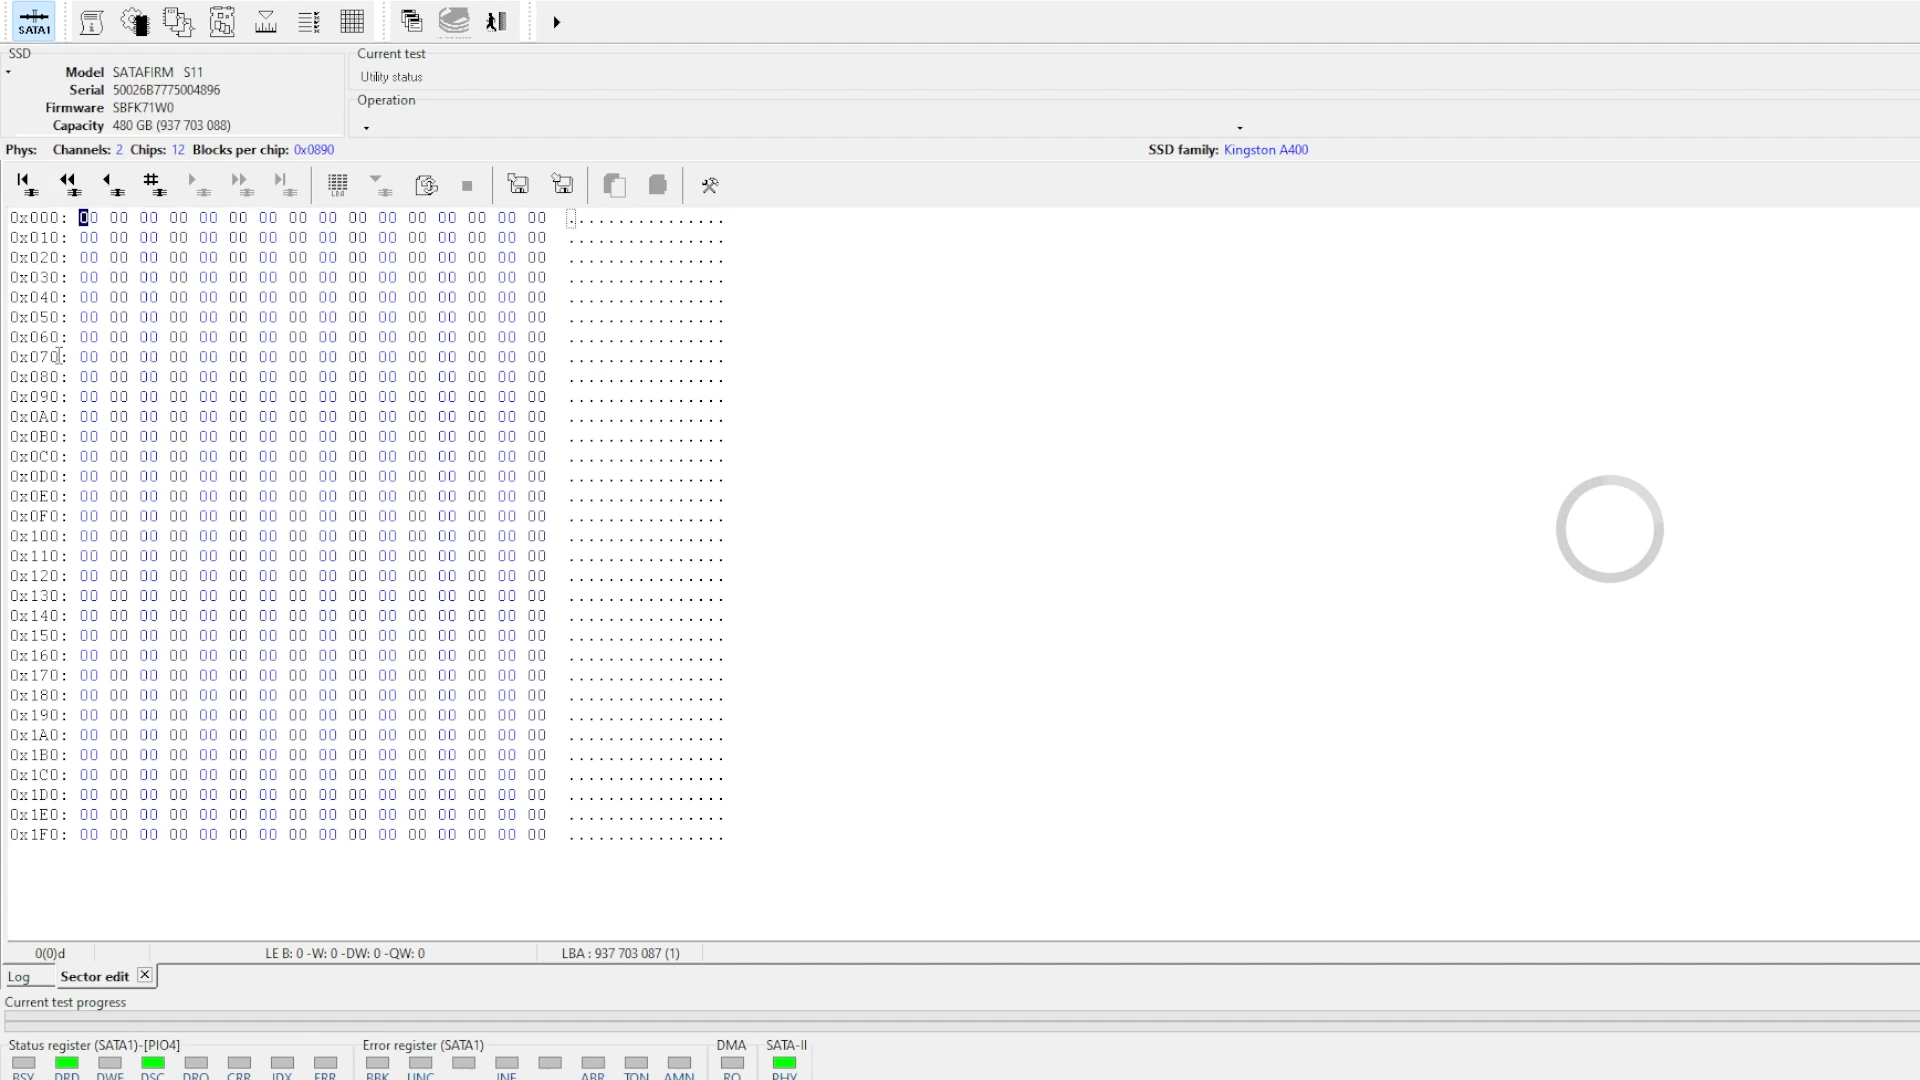 SATA1
SSD
Current test
Model SATAFIRM S11
Utility status
Serial 50026B7775004896
Firmware SBFK71W0
Operation
Capacity 480 GB (937 703 088)
Phys: Channels: 2 Chips: 12 Blocks per chip: 0x0890
SSD family: Kingston A400
LBA
0x000: 00 00 00 00 00 00 00 00 00 00 00 00 00 00 00 00 ................
0x010: 00 00 00 00 00 00 00 00 00 00 00 00 00 00 00 00 ................
0x020: 00 00 00 00 00 00 00 00 00 00 00 00 00 00 00 00 ................
0x030: 00 00 00 00 00 00 00 00 00 00 00 00 00 00 00 00 ................
0x040: 00 00 00 00 00 00 00 00 00 00 00 00 00 00 00 00 ................
0x050: 00 00 00 00 00 00 00 00 00 00 00 00 00 00 00 00 ................
0x060: 00 00 00 00 00 00 00 00 00 00 00 00 00 00 00 00 ................
0x070: 00 00 00 00 00 00 00 00 00 00 00 00 00 00 00 00 ................
0x080: 00 00 00 00 00 00 00 00 00 00 00 00 00 00 00 00 ................
0x090: 00 00 00 00 00 00 00 00 00 00 00 00 00 00 00 00 ................
0x0A0: 00 00 00 00 00 00 00 00 00 00 00 00 00 00 00 00 ................
0x0B0: 00 00 00 00 00 00 00 00 00 00 00 00 00 00 00 00 ................
0x0C0: 00 00 00 00 00 00 00 00 00 00 00 00 00 00 00 00 ................
0x0D0: 00 00 00 00 00 00 00 00 00 00 00 00 00 00 00 00 ................
0x0E0: 00 00 00 00 00 00 00 00 00 00 00 00 00 00 00 00 ................
0x0F0: 00 00 00 00 00 00 00 00 00 00 00 00 00 00 00 00 ................
0x100: 00 00 00 00 00 00 00 00 00 00 00 00 00 00 00 00 ................
0x110: 00 00 00 00 00 00 00 00 00 00 00 00 00 00 00 00 ................
0x120: 00 00 00 00 00 00 00 00 00 00 00 00 00 00 00 00 ................
0x130: 00 00 00 00 00 00 00 00 00 00 00 00 00 00 00 00 ................
0x140: 00 00 00 00 00 00 00 00 00 00 00 00 00 00 00 00 ................
0x150: 00 00 00 00 00 00 00 00 00 00 00 00 00 00 00 00 ................
0x160: 00 00 00 00 00 00 00 00 00 00 00 00 00 00 00 00 ................
0x170: 00 00 00 00 00 00 00 00 00 00 00 00 00 00 00 00 ................
0x180: 00 00 00 00 00 00 00 00 00 00 00 00 00 00 00 00 ................
0x190: 00 00 00 00 00 00 00 00 00 00 00 00 00 00 00 00 ................
0x1A0: 00 00 00 00 00 00 00 00 00 00 00 00 00 00 00 00 ................
0x1B0: 00 00 00 00 00 00 00 00 00 00 00 00 00 00 00 00 ................
0x1C0: 00 00 00 00 00 00 00 00 00 00 00 00 00 00 00 00 ................
0x1D0: 00 00 00 00 00 00 00 00 00 00 00 00 00 00 00 00 ................
0x1E0: 00 00 00 00 00 00 00 00 00 00 00 00 00 00 00 00 ................
0x1F0: 00 00 00 00 00 00 00 00 00 00 00 00 00 00 00 00 ................
0(0)d LE B: 0 -W: 0 -DW: 0 -QW: 0 LBA : 937 703 087 (1)
Log Sector edit
Current test progress
Status register (SATA1)-[PIO4] Error register (SATA1) DMA SATA-II
BSY DRD DWF DSC DRQ CRR IDX ERR BBK UNC INF ABR TON AMN RQ PHY